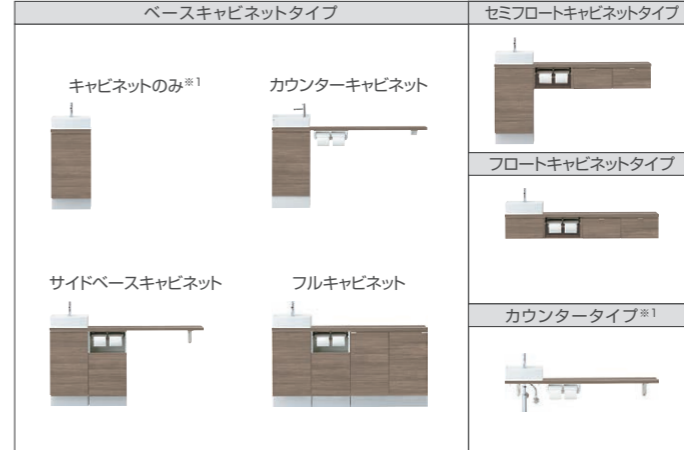 ベースキャビネットタイプ
キャビネットのみ※1
カウンターキャビネット
サイドベースキャビネット
フルキャビネット
セミフロートキャビネットタイプ
フロートキャビネットタイプ
カウンタータイプ※1